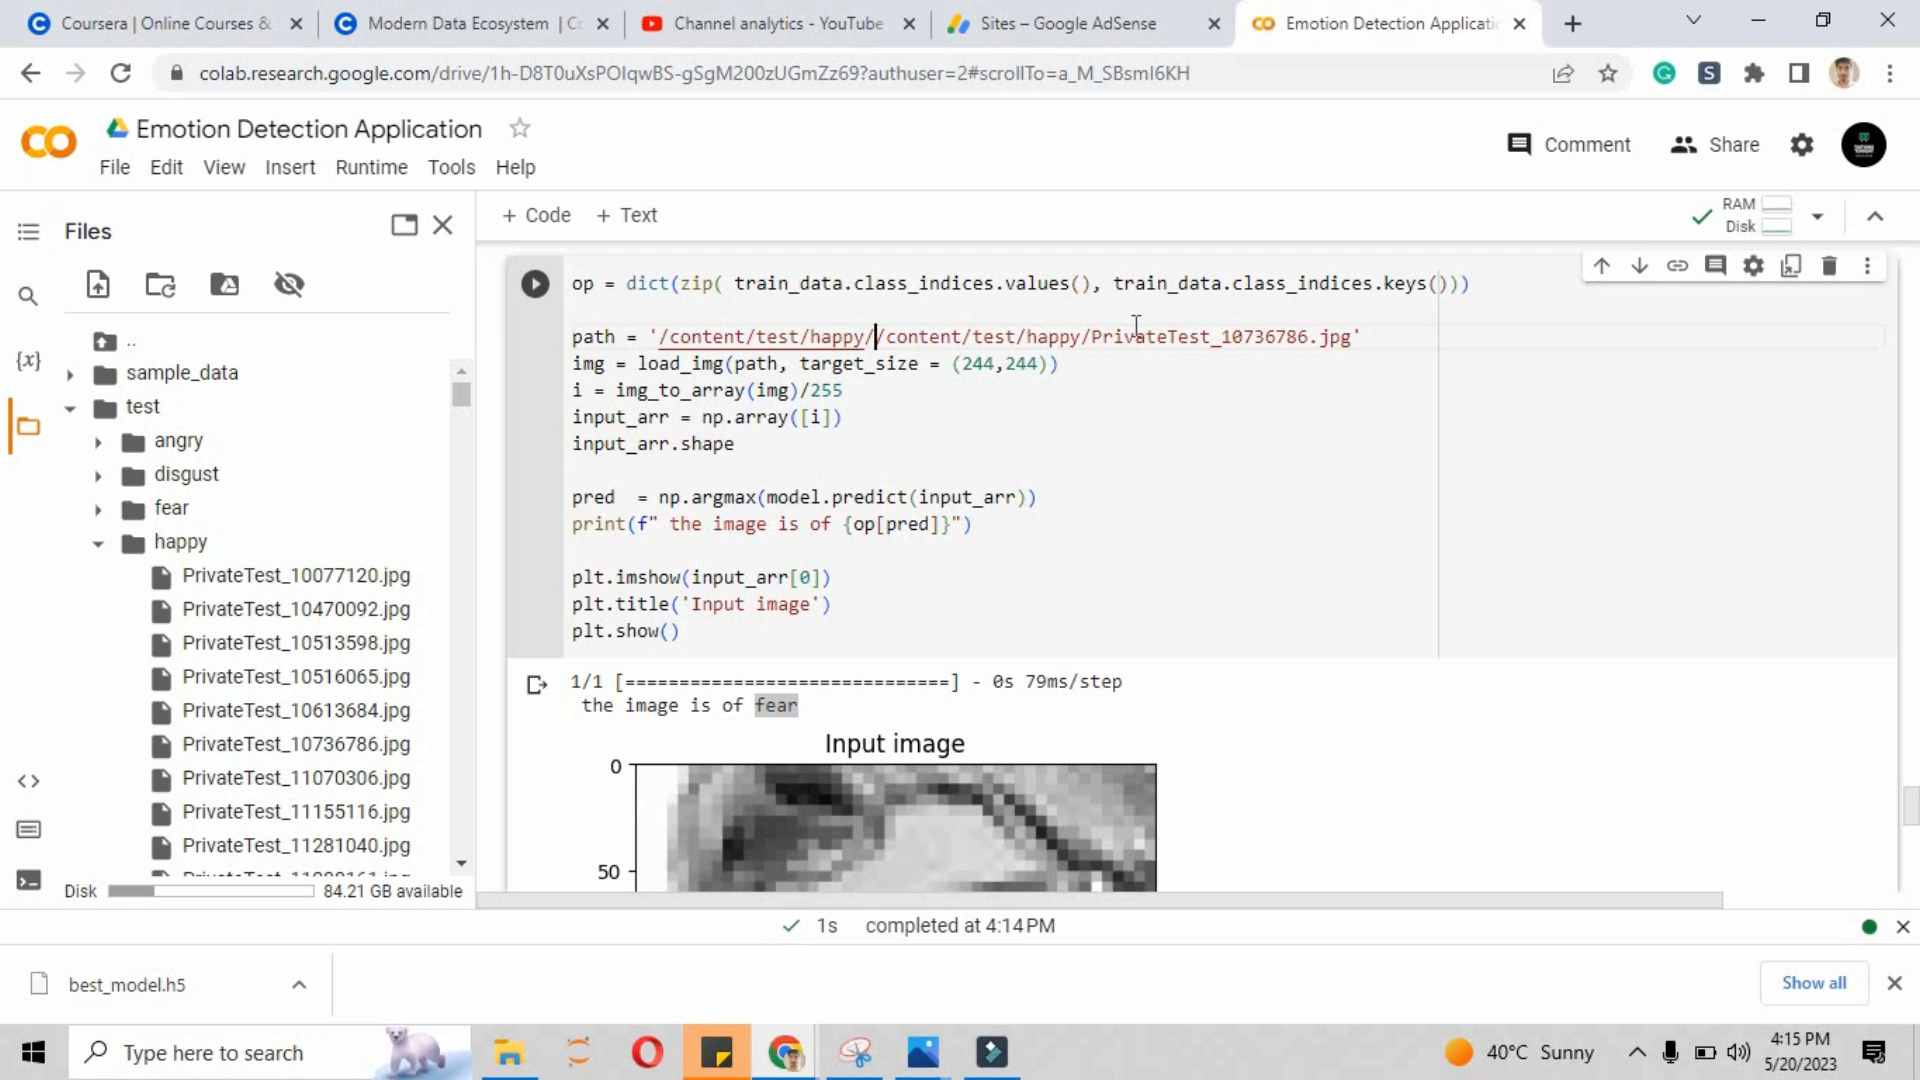 Coursera | Online Courses &
Modern Data Ecosystem | Co
Channel analytics - YouTube
Sites – Google AdSense
Emotion Detection Applicati
colab.research.google.com/drive/1h-D8T0uXsPOIqwBS-gSgM200zUGmZz69?authuser=2#scrollTo=a_M_SBsmI6KH
G
S
Emotion Detection Application
File Edit View Insert Runtime Tools Help
Comment
Share
+ Code + Text
RAM
Disk
Files
..
sample_data
test
angry
disgust
fear
happy
PrivateTest_10077120.jpg
PrivateTest_10470092.jpg
PrivateTest_10513598.jpg
PrivateTest_10516065.jpg
PrivateTest_10613684.jpg
PrivateTest_10736786.jpg
PrivateTest_11070306.jpg
PrivateTest_11155116.jpg
PrivateTest_11281040.jpg
Disk 84.21 GB available
{x}
op = dict(zip( train_data.class_indices.values(), train_data.class_indices.keys()))
path = '/content/test/happy//content/test/happy/PrivateTest_10736786.jpg'
img = load_img(path, target_size = (244,244))
i = img_to_array(img)/255
input_arr = np.array([i])
input_arr.shape
pred  = np.argmax(model.predict(input_arr))
print(f" the image is of {op[pred]}")
plt.imshow(input_arr[0])
plt.title('Input image')
plt.show()
1/1 [==============================] - 0s 79ms/step
the image is of fear
Input image
0
50
1s completed at 4:14 PM
best_model.h5
Show all
Type here to search
40°C Sunny
4:15 PM
5/20/2023